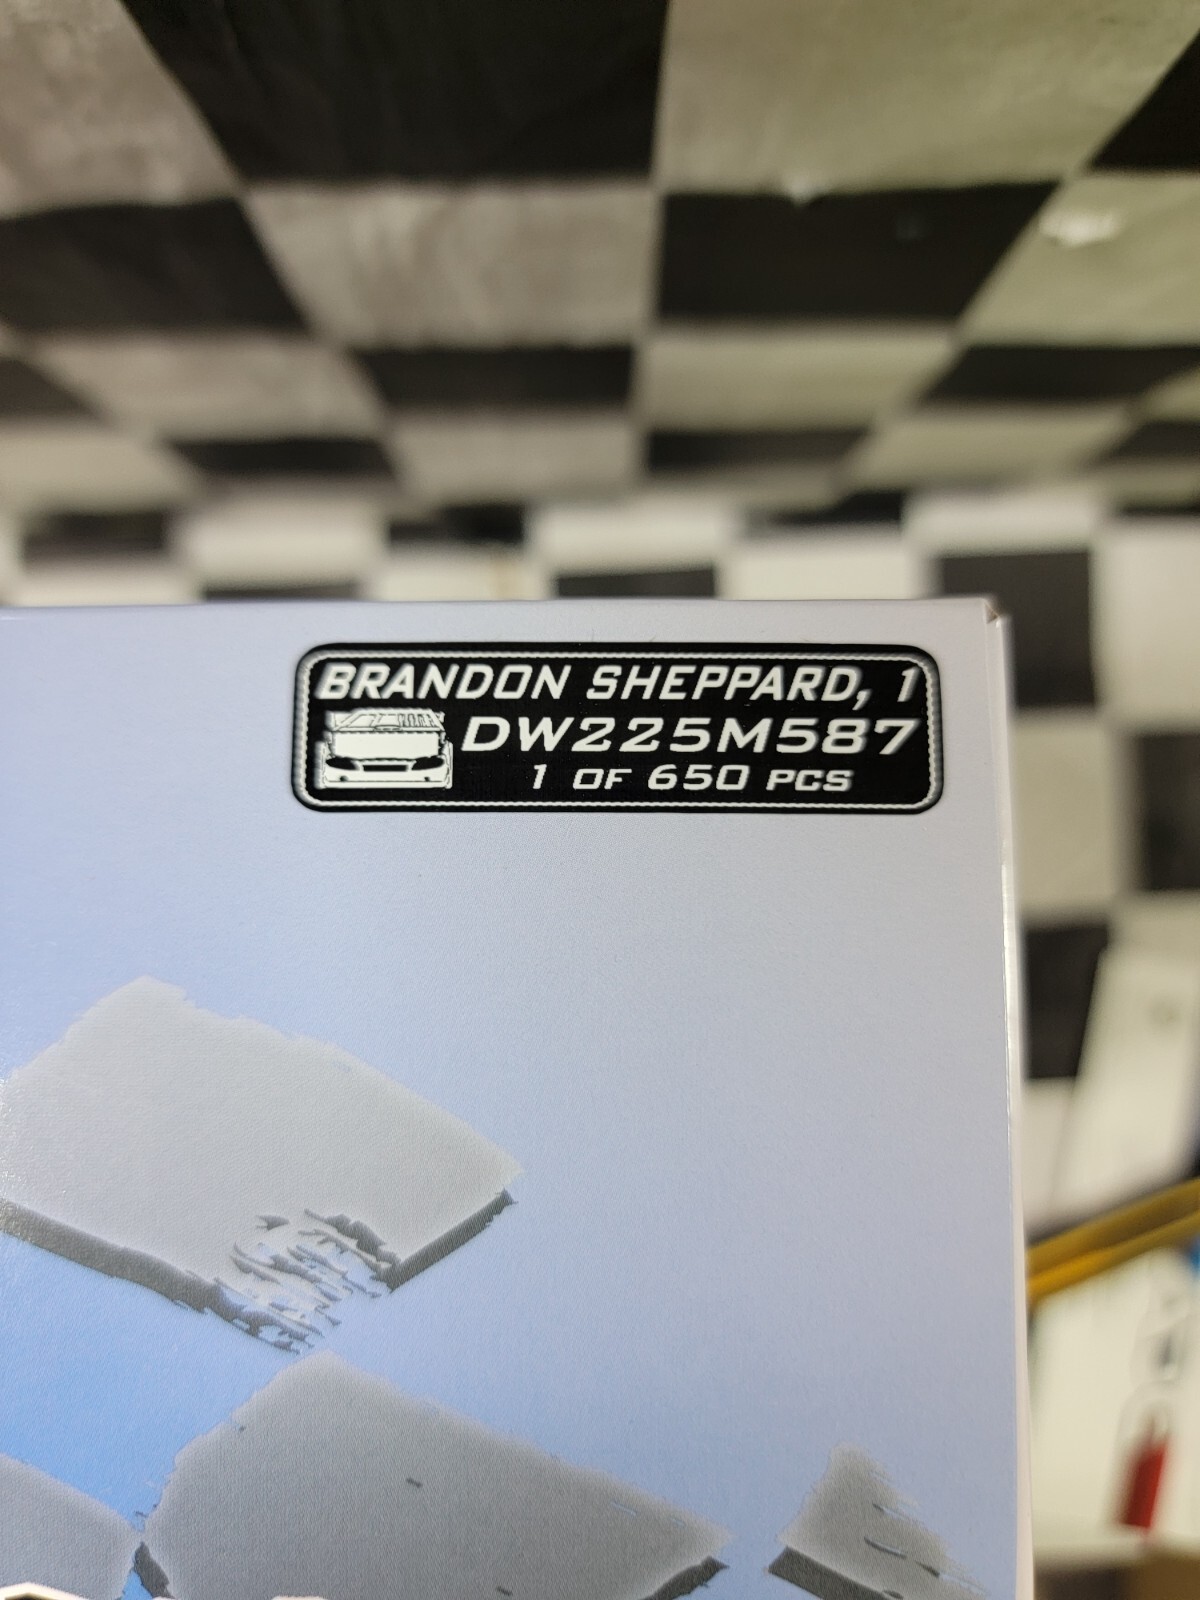 BRANDON SHEPPARD, 1
DW225M587
1 OF 650 PCS